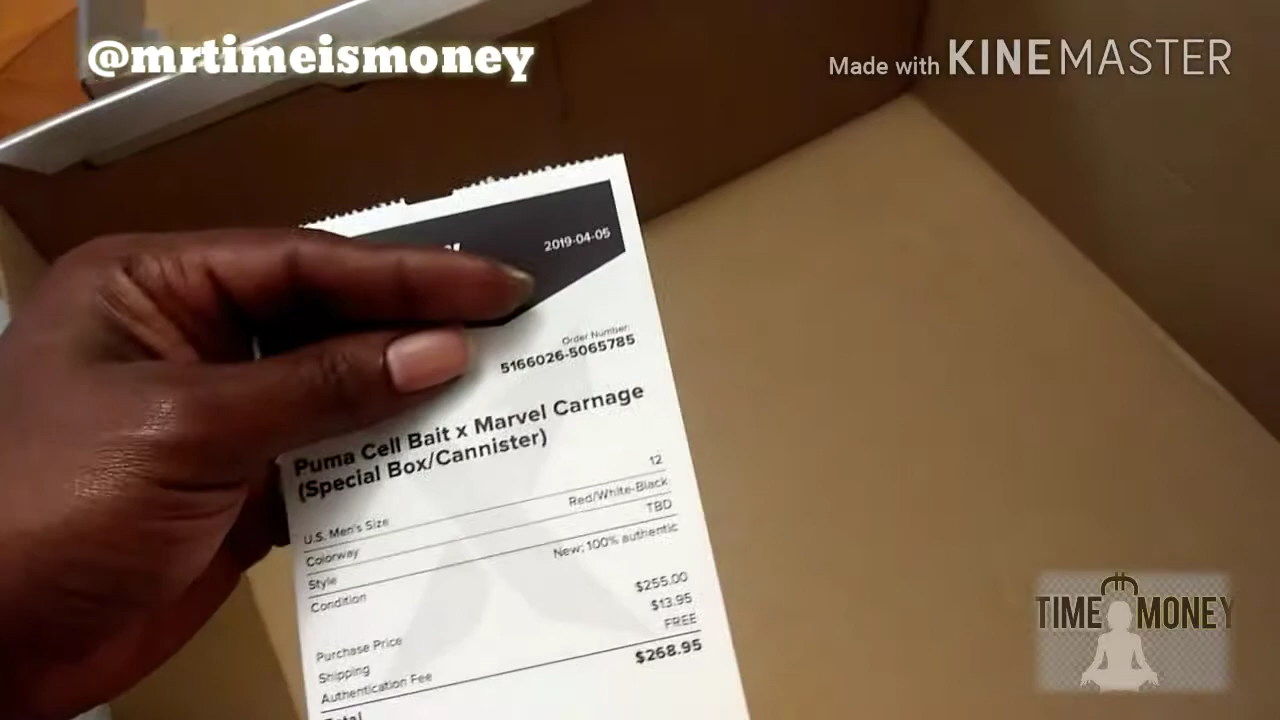 @mrtimeismoney
Made with KINEMASTER
2019-04-05
Order Number:
5166026-5065785
Puma Cell Bait x Marvel Carnage
(Special Box/Cannister)
U.S. Men's Size 12
Colorway Red/White-Black
Style TBD
Condition New; 100% authentic
Purchase Price $255.00
Shipping $13.95
Authentication Fee FREE
Total $268.95
TIME MONEY